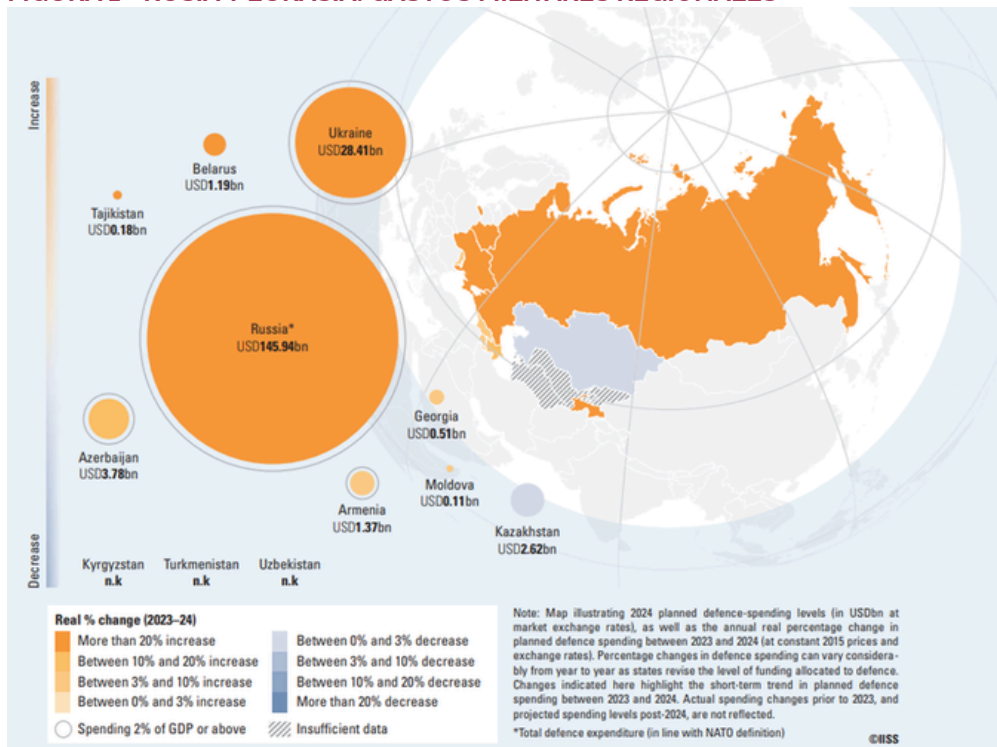 Increase
Decrease
Ukraine
USD28.41bn
Belarus
USD1.19bn
Tajikistan
USD0.18bn
Russia*
USD145.94bn
Georgia
USD0.51bn
Azerbaijan
USD3.78bn
Moldova
USD0.11bn
Armenia
USD1.37bn
Kazakhstan
USD2.62bn
Kyrgyzstan
n.k
Turkmenistan
n.k
Uzbekistan
n.k
Real % change (2023–24)
More than 20% increase
Between 10% and 20% increase
Between 3% and 10% increase
Between 0% and 3% increase
Spending 2% of GDP or above
Between 0% and 3% decrease
Between 3% and 10% decrease
Between 10% and 20% decrease
More than 20% decrease
Insufficient data
Note: Map illustrating 2024 planned defence-spending levels (in USDbn at
market exchange rates), as well as the annual real percentage change in
planned defence spending between 2023 and 2024 (at constant 2015 prices and
exchange rates). Percentage changes in defence spending can vary considera-
bly from year to year as states revise the level of funding allocated to defence.
Changes indicated here highlight the short-term trend in planned defence
spending between 2023 and 2024. Actual spending changes prior to 2023, and
projected spending levels post-2024, are not reflected.
*Total defence expenditure (in line with NATO definition)
©IISS